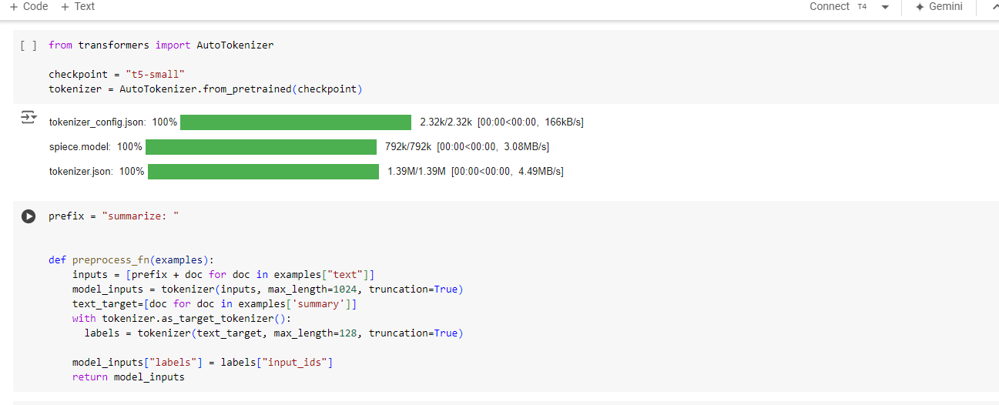 + Code + Text Connect T4 Gemini
[ ] from transformers import AutoTokenizer
checkpoint = "t5-small"
tokenizer = AutoTokenizer.from_pretrained(checkpoint)
tokenizer_config.json: 100% 2.32k/2.32k [00:00<00:00, 166kB/s]
spiece.model: 100% 792k/792k [00:00<00:00, 3.08MB/s]
tokenizer.json: 100% 1.39M/1.39M [00:00<00:00, 4.49MB/s]
prefix = "summarize: "
def preprocess_fn(examples):
    inputs = [prefix + doc for doc in examples["text"]]
    model_inputs = tokenizer(inputs, max_length=1024, truncation=True)
    text_target=[doc for doc in examples['summary']]
    with tokenizer.as_target_tokenizer():
      labels = tokenizer(text_target, max_length=128, truncation=True)
    model_inputs["labels"] = labels["input_ids"]
    return model_inputs